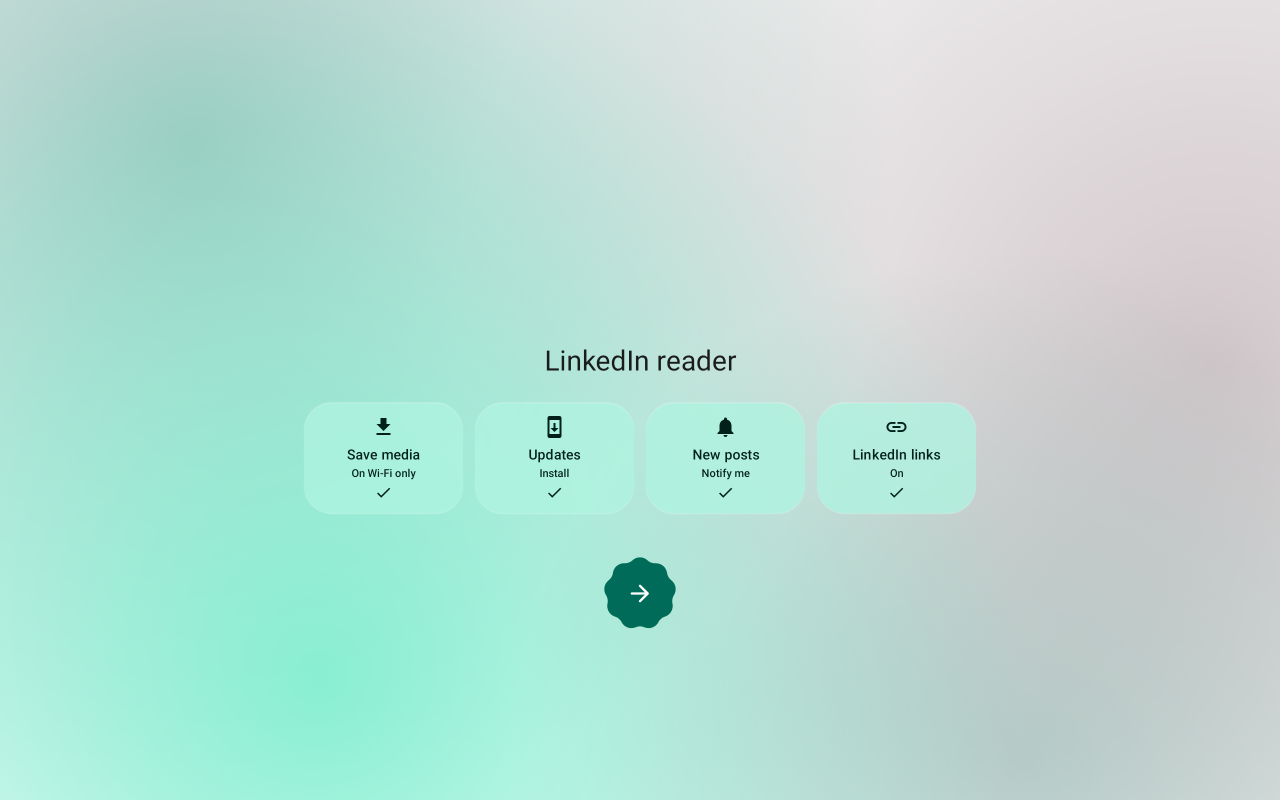 LinkedIn reader
Save media
On Wi-Fi only
Updates
Install
New posts
Notify me
LinkedIn links
On